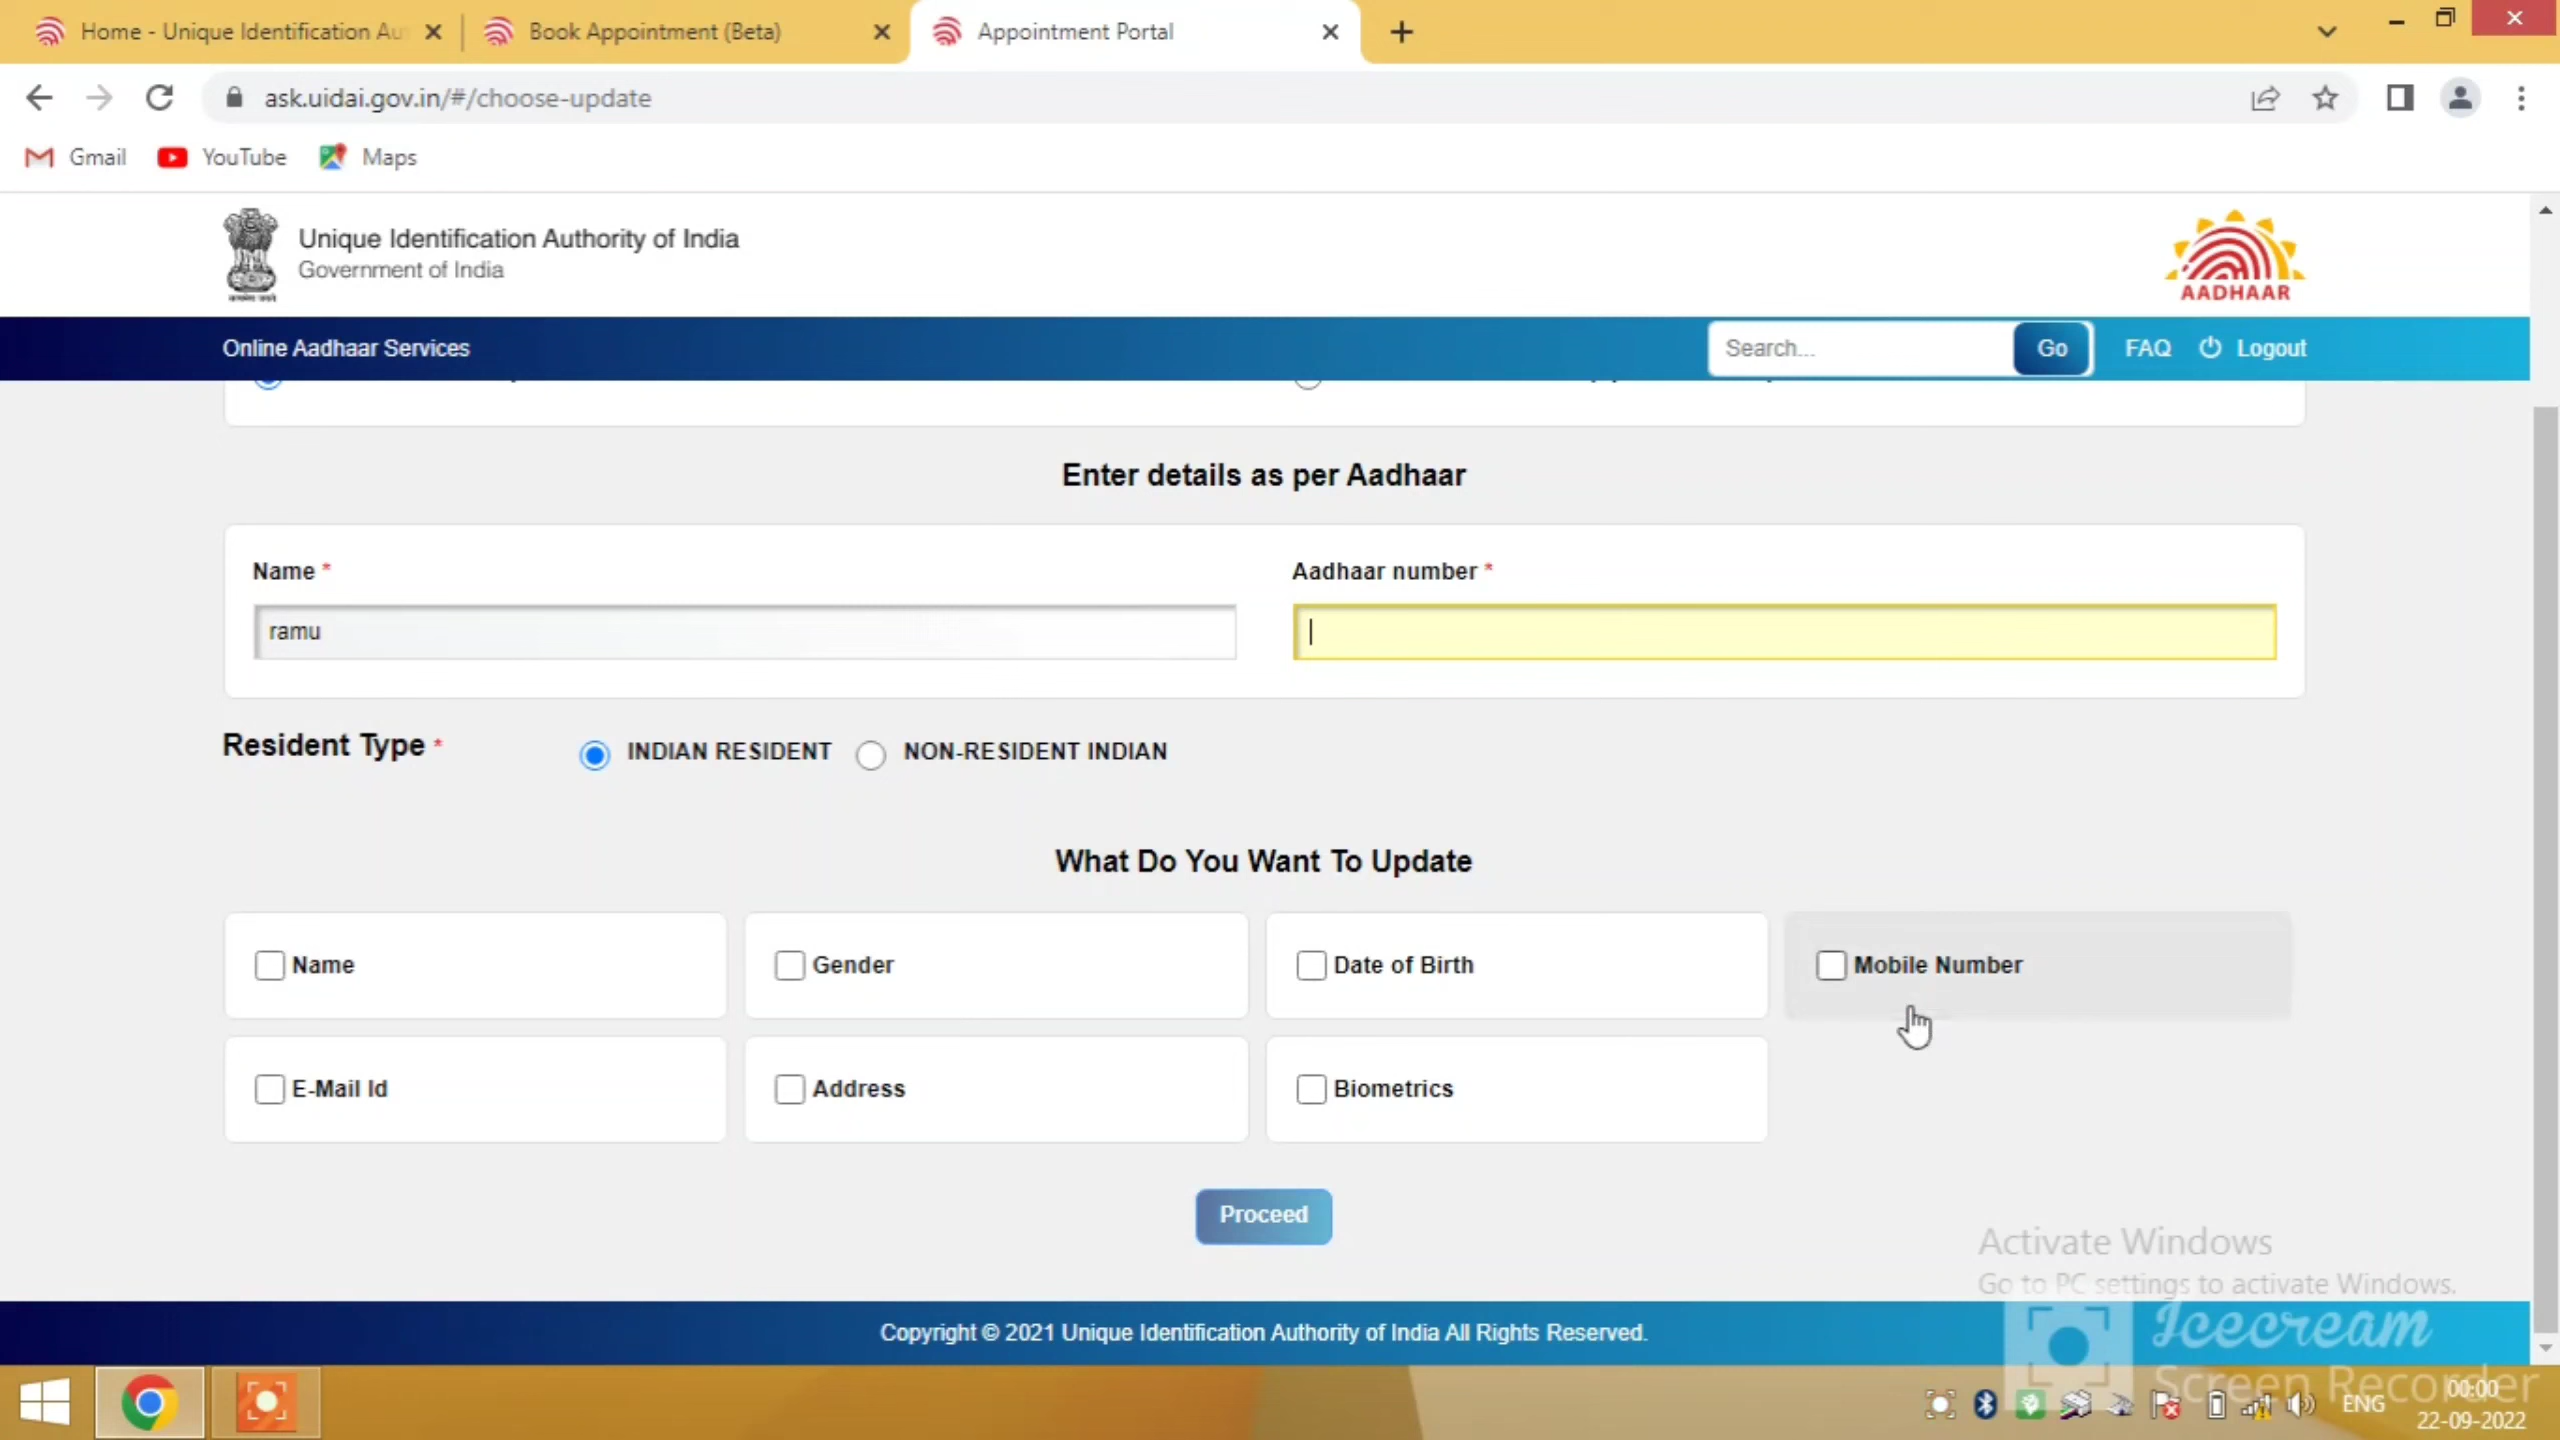 Home - Unique Identification Au
Book Appointment (Beta)
Appointment Portal
ask.uidai.gov.in/#/choose-update
Gmail
YouTube
Maps
Unique Identification Authority of India
Government of India
AADHAAR
Online Aadhaar Services
Search...
Go
FAQ
Logout
Enter details as per Aadhaar
Name *
Aadhaar number *
ramu
Resident Type *
INDIAN RESIDENT
NON-RESIDENT INDIAN
What Do You Want To Update
Name
Gender
Date of Birth
Mobile Number
E-Mail Id
Address
Biometrics
Proceed
Activate Windows
Go to PC settings to activate Windows.
Copyright © 2021 Unique Identification Authority of India All Rights Reserved.
Icecream
Screen Recorder
ENG
00:00
22-09-2022